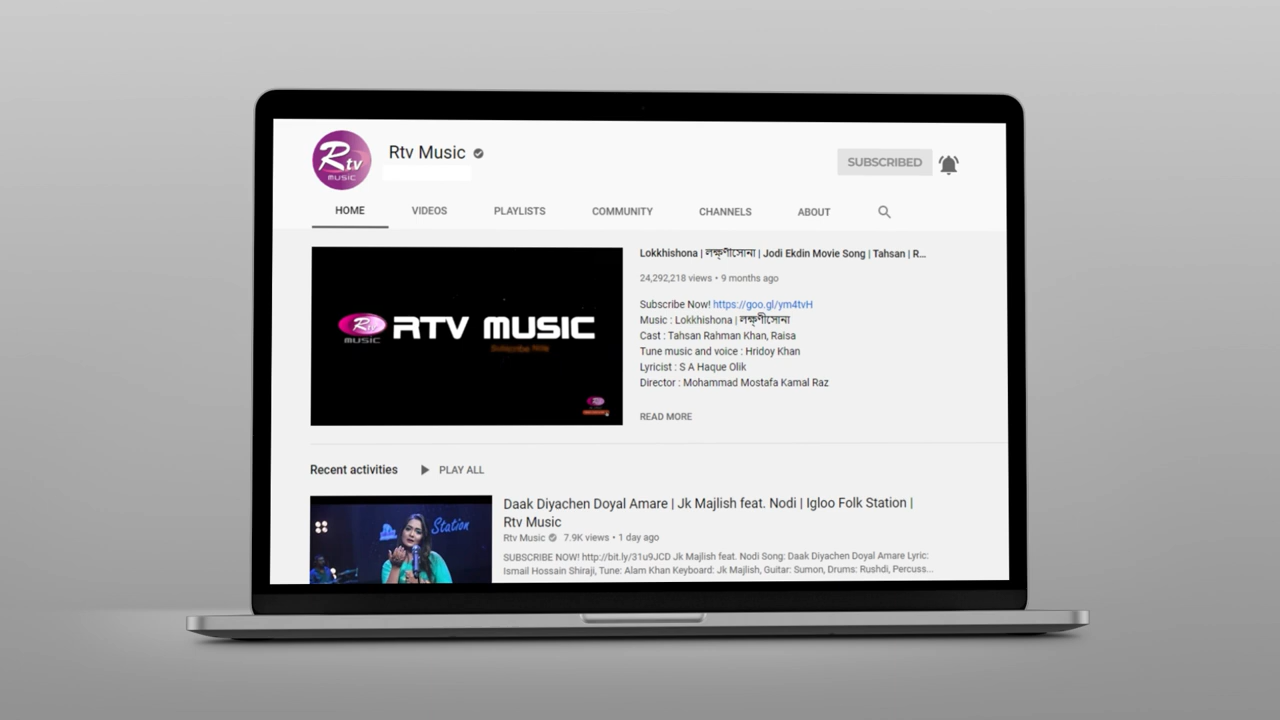 Rtv
MUSIC
Rtv Music
SUBSCRIBED
HOME VIDEOS PLAYLISTS COMMUNITY CHANNELS ABOUT
Rtv
MUSIC
RTV MUSIC
Subscribe Now
Lokkhishona | লক্ষ্মীসোনা | Jodi Ekdin Movie Song | Tahsan | R...
24,292,218 views • 9 months ago
Subscribe Now! https://goo.gl/ym4tvH
Music : Lokkhishona | লক্ষ্মীসোনা
Cast : Tahsan Rahman Khan, Raisa
Tune music and voice : Hridoy Khan
Lyricist : S A Haque Olik
Director : Mohammad Mostafa Kamal Raz
READ MORE
Recent activities PLAY ALL
Station
Daak Diyachen Doyal Amare | Jk Majlish feat. Nodi | Igloo Folk Station |
Rtv Music
Rtv Music 7.9K views • 1 day ago
SUBSCRIBE NOW! http://bit.ly/31u9JCD Jk Majlish feat. Nodi Song: Daak Diyachen Doyal Amare Lyric:
Ismail Hossain Shiraji, Tune: Alam Khan Keyboard: Jk Majlish, Guitar: Sumon, Drums: Rushdi, Percuss...